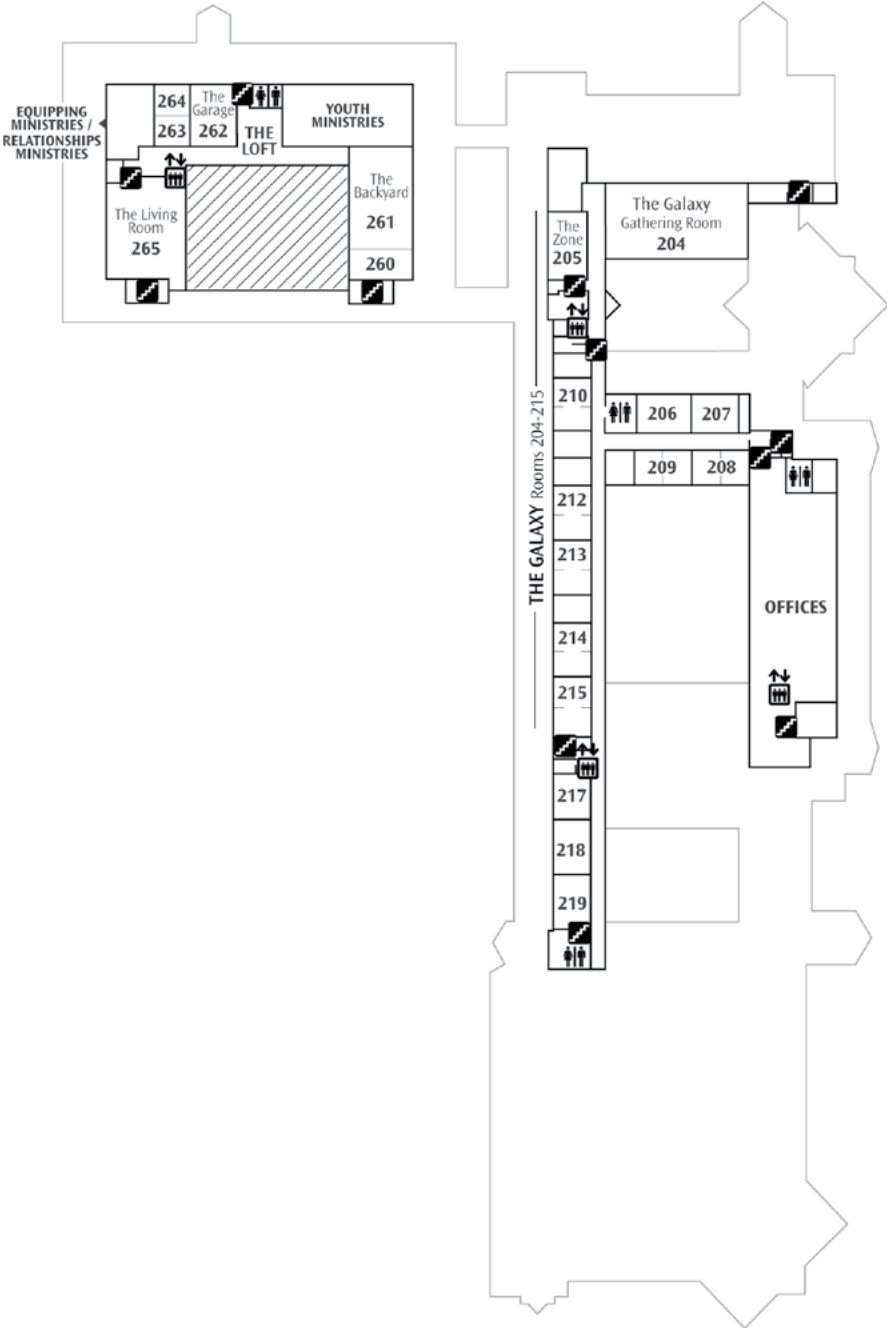 EQUIPPING
MINISTRIES /
RELATIONSHIPS
MINISTRIES
264
263
The
Garage
262
THE
LOFT
YOUTH
MINISTRIES
The
Backyard
261
260
The Living
Room
265
The
Zone
205
The Galaxy
Gathering Room
204
THE GALAXY Rooms 204-215
210
206
207
209
208
212
213
214
215
OFFICES
217
218
219